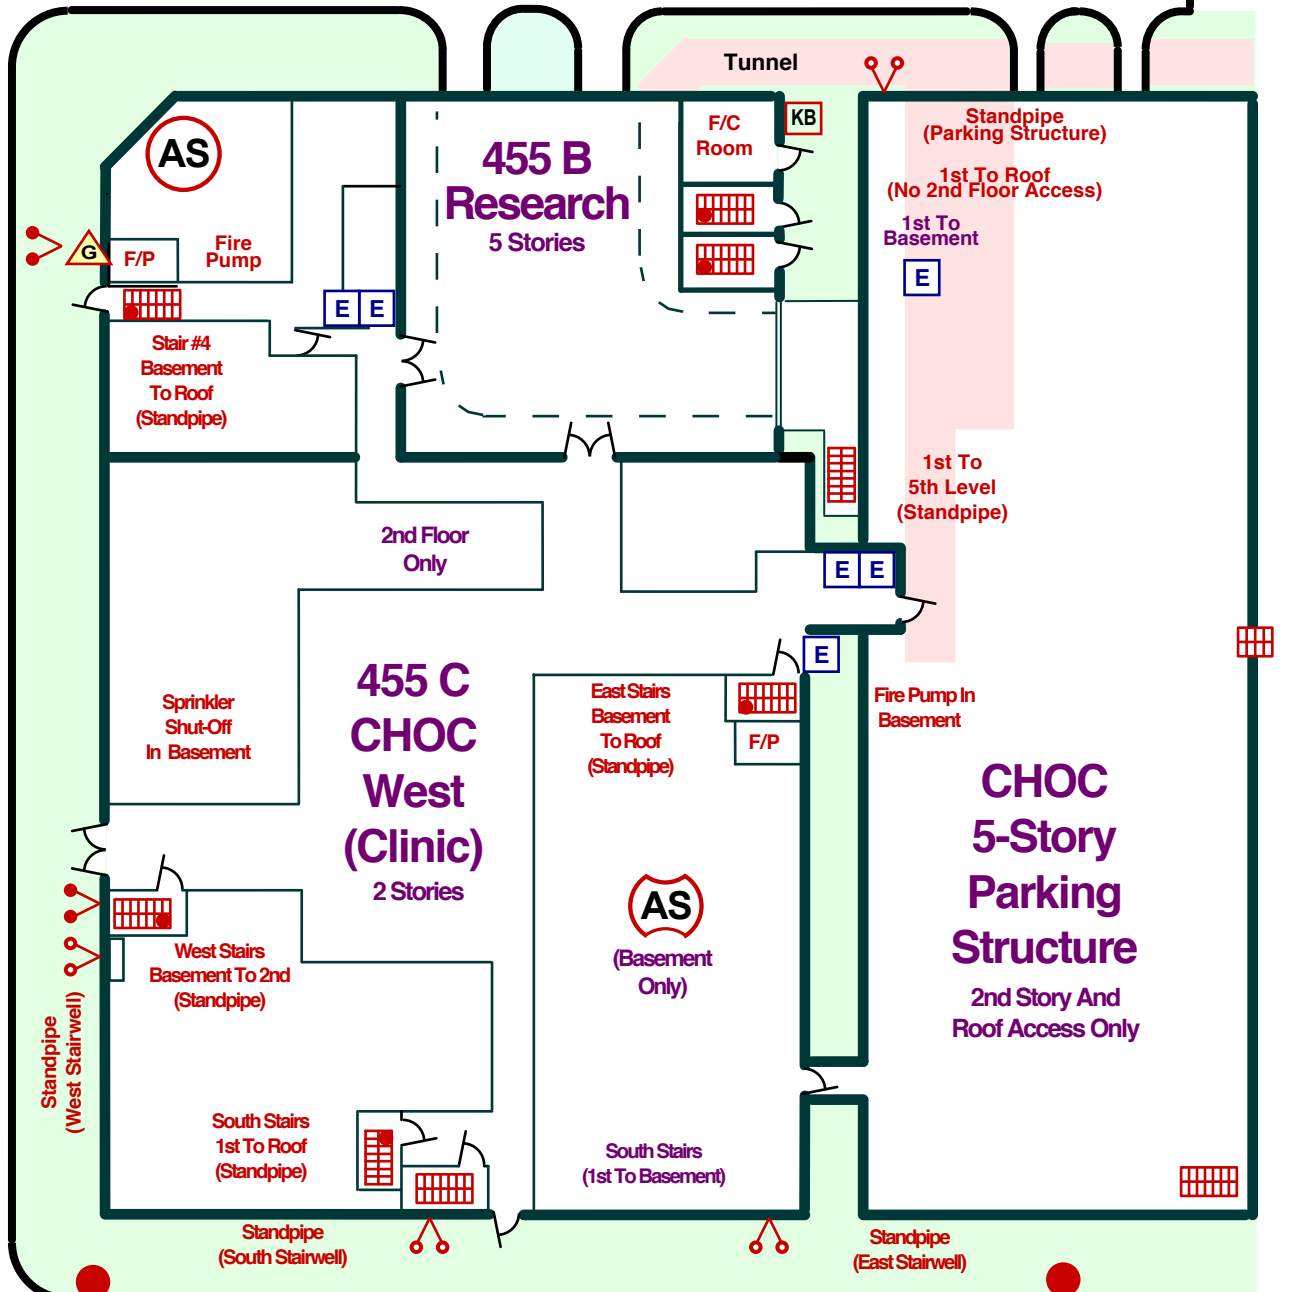 Tunnel
AS
455 B
Research
5 Stories
F/C
Room
KB
Standpipe
(Parking Structure)
1st To Roof
(No 2nd Floor Access)
1st To
Basement
E
G
F/P
Fire
Pump
E E
Stair #4
Basement
To Roof
(Standpipe)
1st To
5th Level
(Standpipe)
2nd Floor
Only
E E
E
455 C
CHOC
West
(Clinic)
2 Stories
Sprinkler
Shut-Off
In Basement
East Stairs
Basement
To Roof
(Standpipe)
F/P
Fire Pump In
Basement
CHOC
5-Story
Parking
Structure
2nd Story And
Roof Access Only
AS
(Basement
Only)
West Stairs
Basement To 2nd
(Standpipe)
Standpipe
(West Stairwell)
South Stairs
1st To Roof
(Standpipe)
South Stairs
(1st To Basement)
Standpipe
(South Stairwell)
Standpipe
(East Stairwell)